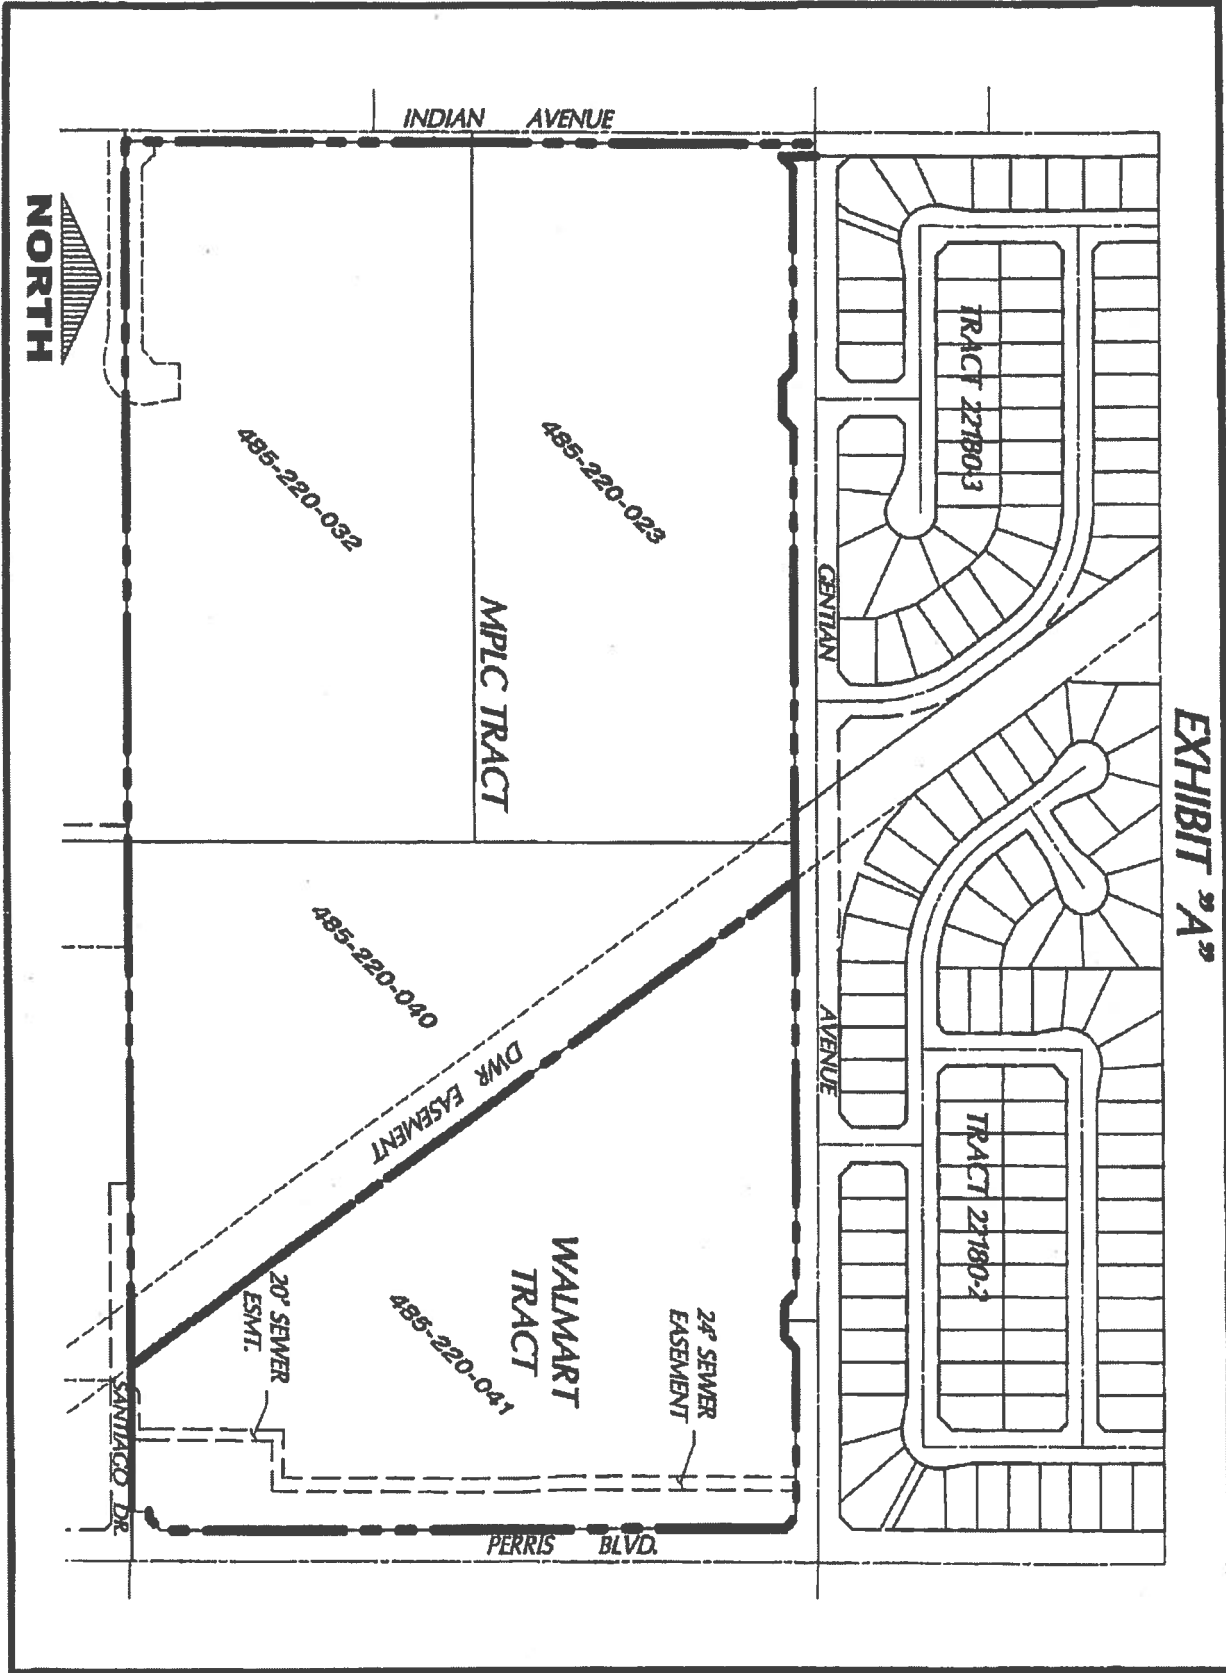 EXHIBIT "A"
TRACT 22180-3
TRACT 22180-2
GENTIAN AVENUE
INDIAN AVENUE
485-220-023
485-220-032
MPLC TRACT
485-220-040
DWR EASEMENT
WALMART
TRACT
485-220-041
24' SEWER
EASEMENT
20' SEWER
ESMT.
PERRIS BLVD.
SANTIAGO DR.
NORTH